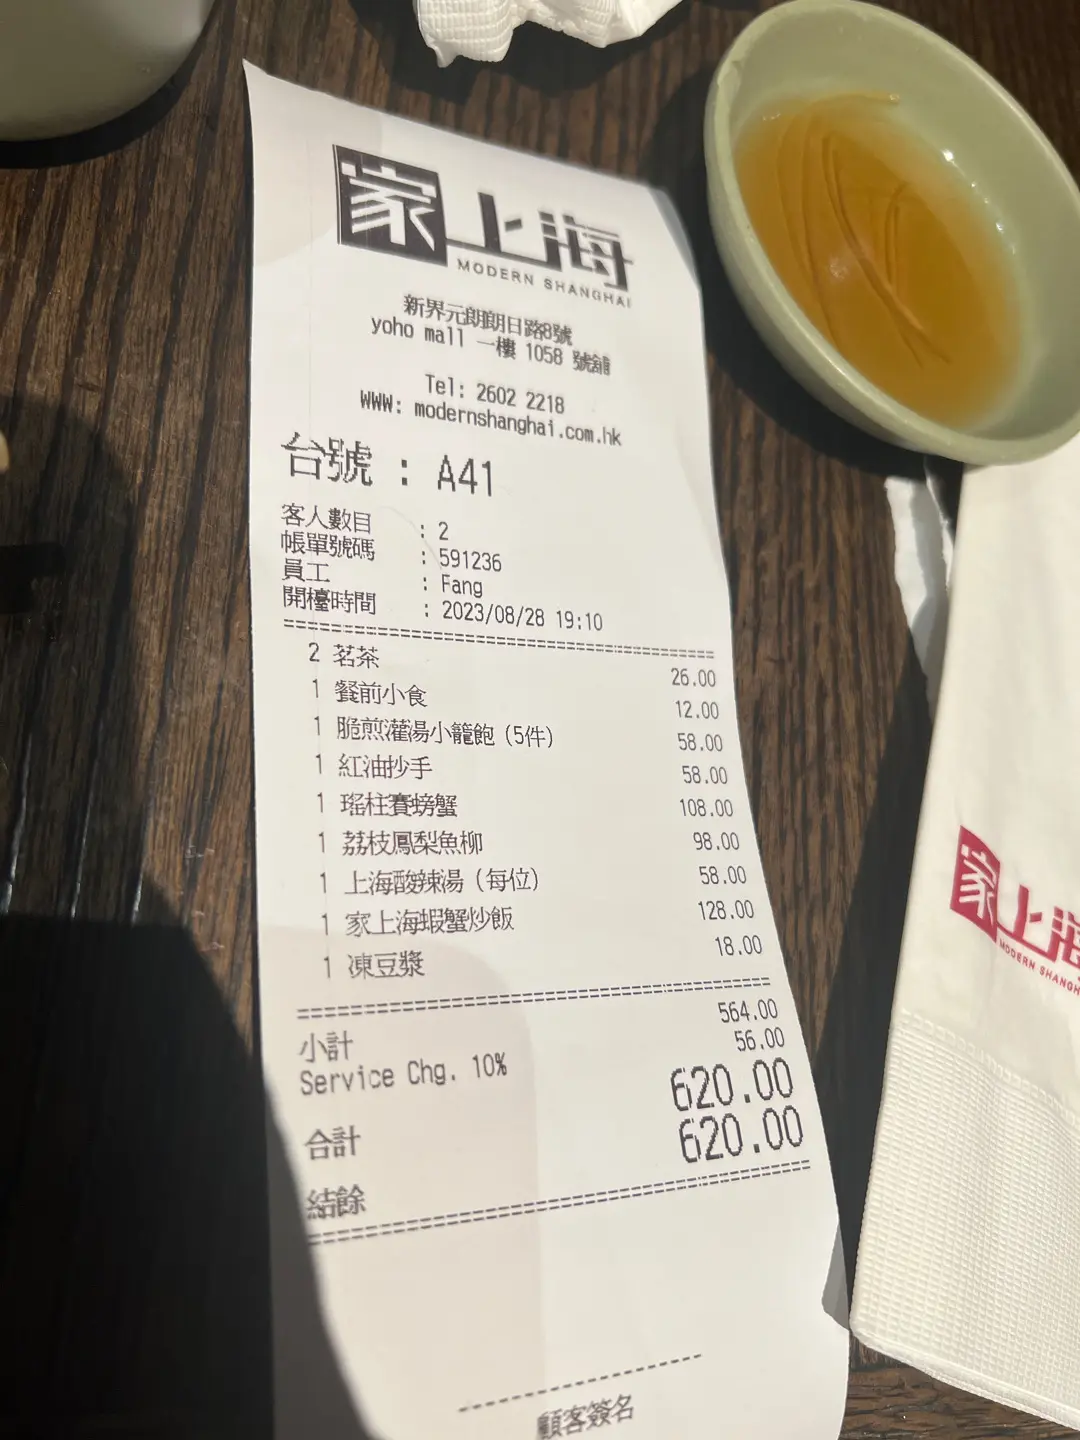 家上海
MODERN SHANGHAI
新界元朗朗日路8號
yoho mall 一樓 1058 號舖
Tel: 2602 2218
WWW: modernshanghai.com.hk
台號 : A41
客人數目 : 2
帳單號碼 : 591236
員工 : Fang
開檯時間 : 2023/08/28 19:10
2 茗茶 26.00
1 餐前小食 12.00
1 脆煎灌湯小籠飽 (5件) 58.00
1 紅油抄手 58.00
1 瑤柱賽螃蟹 108.00
1 荔枝鳳梨魚柳 98.00
1 上海酸辣湯 (每位) 58.00
1 家上海蝦蟹炒飯 128.00
1 凍豆漿 18.00
小計 564.00
Service Chg. 10% 56.00
合計 620.00
結餘 620.00
顧客簽名
家上海
MODERN SHANGH